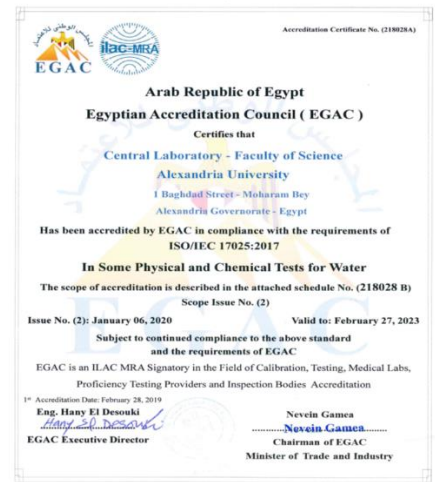 Accreditation Certificate No. (218028A)
المجلس الوطني للاعتماد
EGAC
ilac-MRA
Arab Republic of Egypt
Egyptian Accreditation Council ( EGAC )
Certifies that
Central Laboratory - Faculty of Science
Alexandria University
1 Baghdad Street - Moharam Bey
Alexandria Governorate - Egypt
Has been accredited by EGAC in compliance with the requirements of
ISO/IEC 17025:2017
In Some Physical and Chemical Tests for Water
The scope of accreditation is described in the attached schedule No. (218028 B)
Scope Issue No. (2)
Issue No. (2): January 06, 2020 Valid to: February 27, 2023
Subject to continued compliance to the above standard
and the requirements of EGAC
EGAC is an ILAC MRA Signatory in the Field of Calibration, Testing, Medical Labs,
Proficiency Testing Providers and Inspection Bodies Accreditation
1st Accreditation Date: February 28, 2019
Eng. Hany El Desouki
Hany El Desouki
EGAC Executive Director
Nevein Gamea
Nevein Gamea
Chairman of EGAC
Minister of Trade and Industry
EGAC